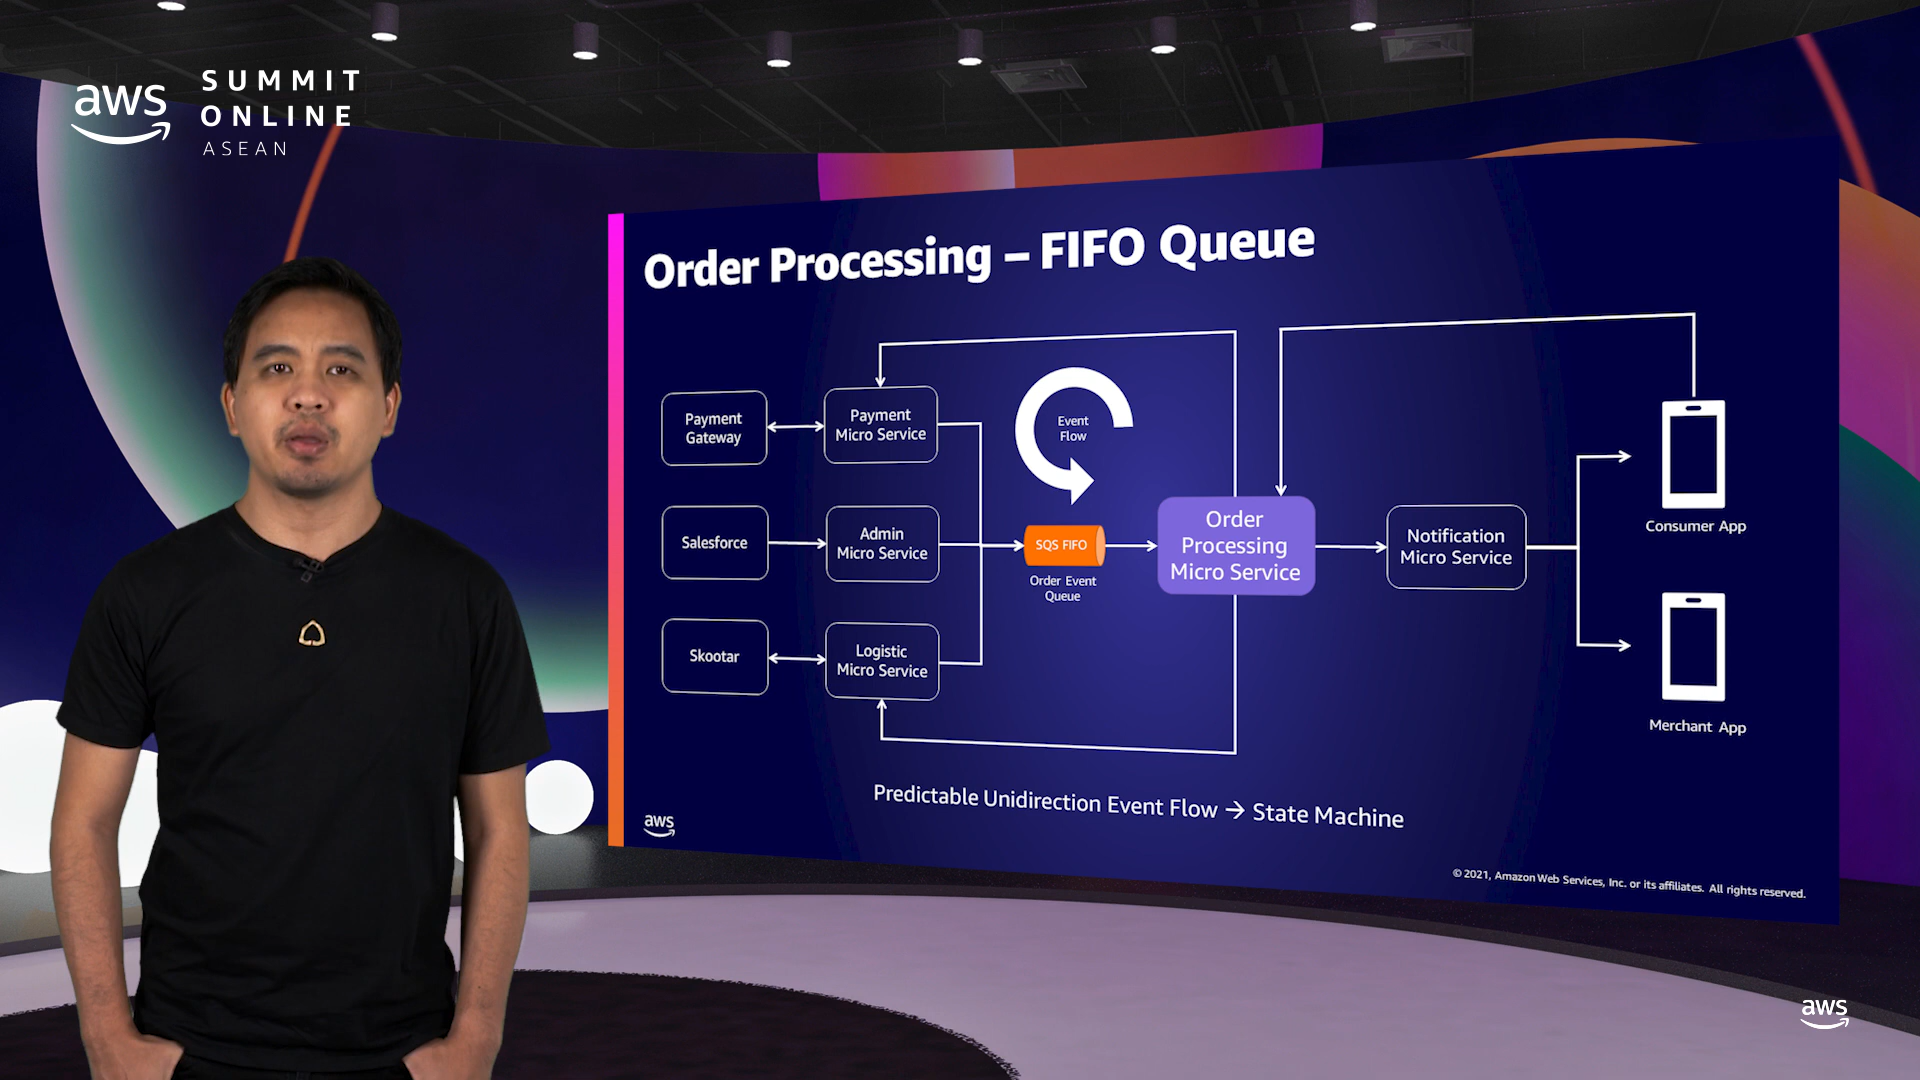 aws
SUMMIT
ONLINE
ASEAN
Order Processing – FIFO Queue
Payment
Gateway
Payment
Micro Service
Event
Flow
Salesforce
Admin
Micro Service
SQS FIFO
Order Event
Queue
Order
Processing
Micro Service
Notification
Micro Service
Consumer App
Skootar
Logistic
Micro Service
Merchant App
Predictable Unidirection Event Flow → State Machine
aws
© 2021, Amazon Web Services, Inc. or its affiliates. All rights reserved.
aws